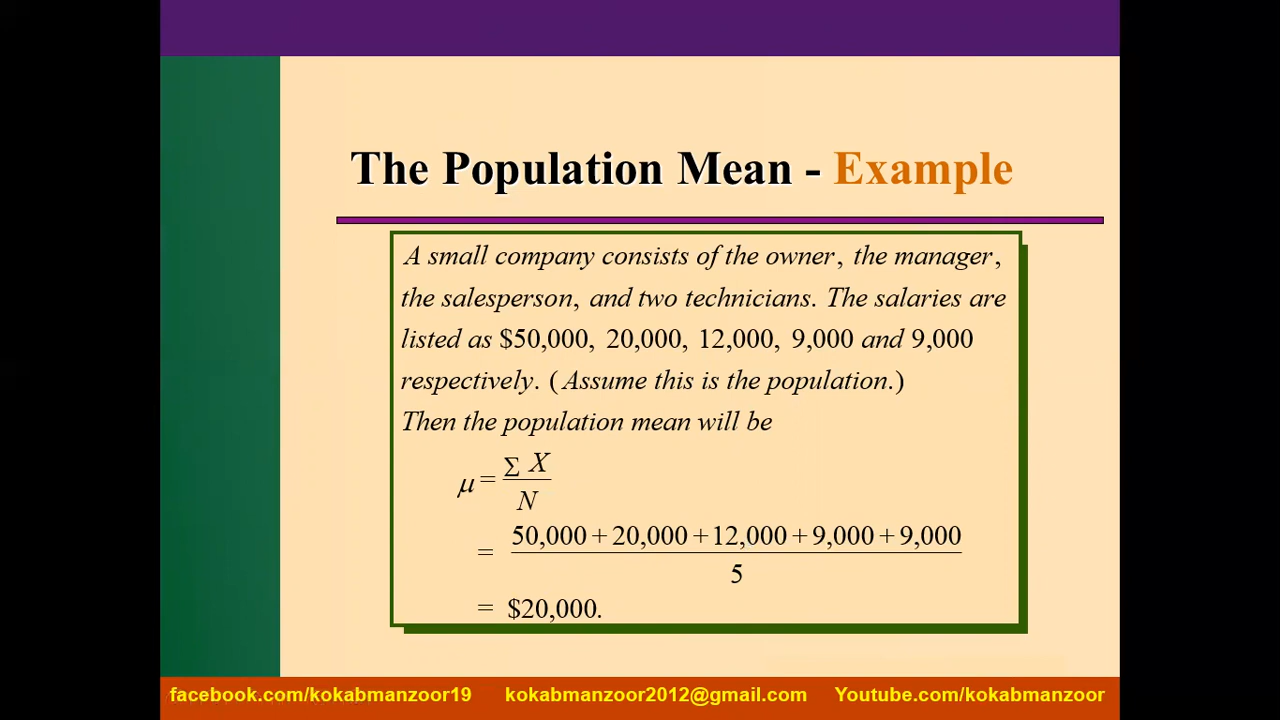 The Population Mean - Example
A small company consists of the owner, the manager,
the salesperson, and two technicians. The salaries are
listed as $50,000, 20,000, 12,000, 9,000 and 9,000
respectively. (Assume this is the population.)
Then the population mean will be
μ = Σ X / N
= 50,000 + 20,000 + 12,000 + 9,000 + 9,000 / 5
= $20,000.
facebook.com/kokabmanzoor19 kokabmanzoor2012@gmail.com Youtube.com/kokabmanzoor